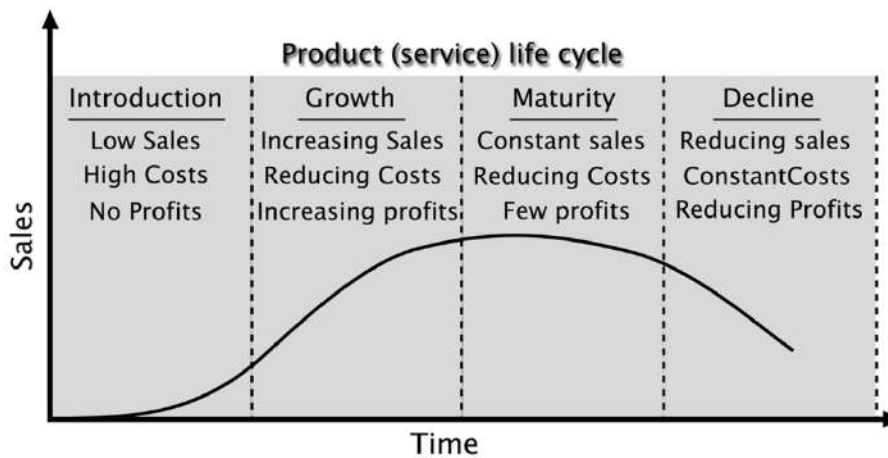 Product (service) life cycle
Introduction
Low Sales
High Costs
No Profits
Growth
Increasing Sales
Reducing Costs
Increasing profits
Maturity
Constant sales
Reducing Costs
Few profits
Decline
Reducing sales
ConstantCosts
Reducing Profits
Sales
Time